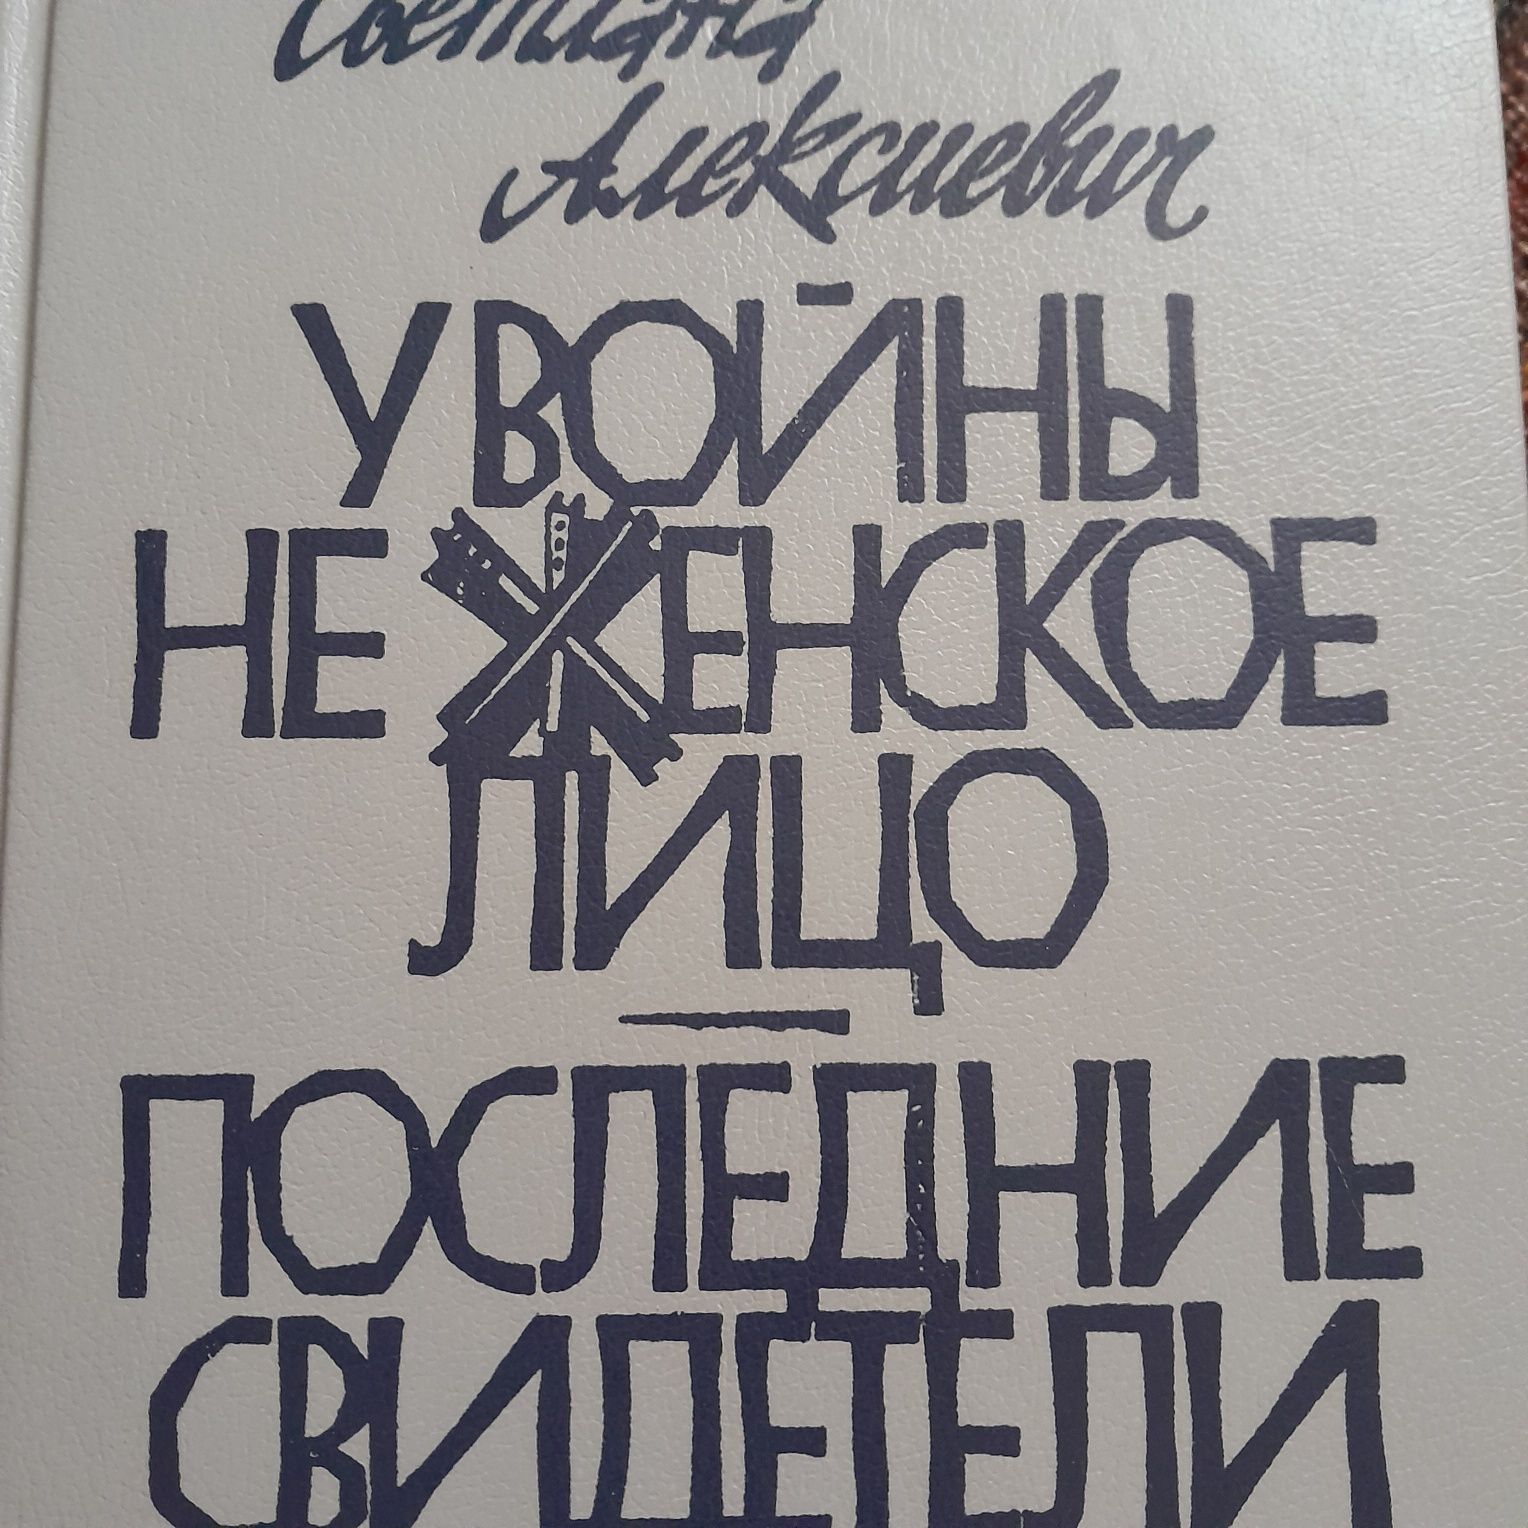 Светлана
Алексиевич
У ВОЙНЫ
НЕ ЖЕНСКОЕ
ЛИЦО
ПОСЛЕДНИЕ
СВИДЕТЕЛИ